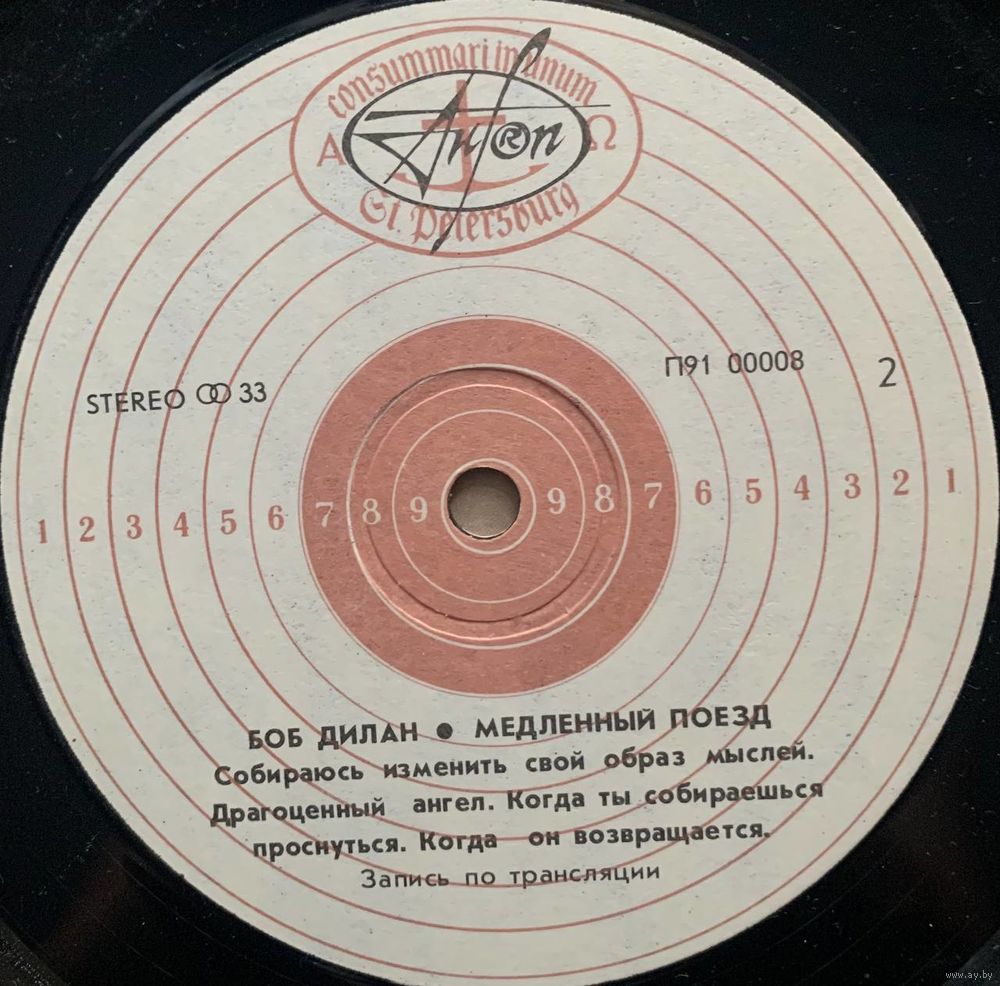 consummari in unum
Antrop
A Ω
St. Petersburg
STEREO 33
П91 00008
2
1 2 3 4 5 6 7 8 9 9 8 7 6 5 4 3 2 1
БОБ ДИЛАН ● МЕДЛЕННЫЙ ПОЕЗД
Собираюсь изменить свой образ мыслей.
Драгоценный ангел. Когда ты собираешься
проснуться. Когда он возвращается.
Запись по трансляции
www.ay.by